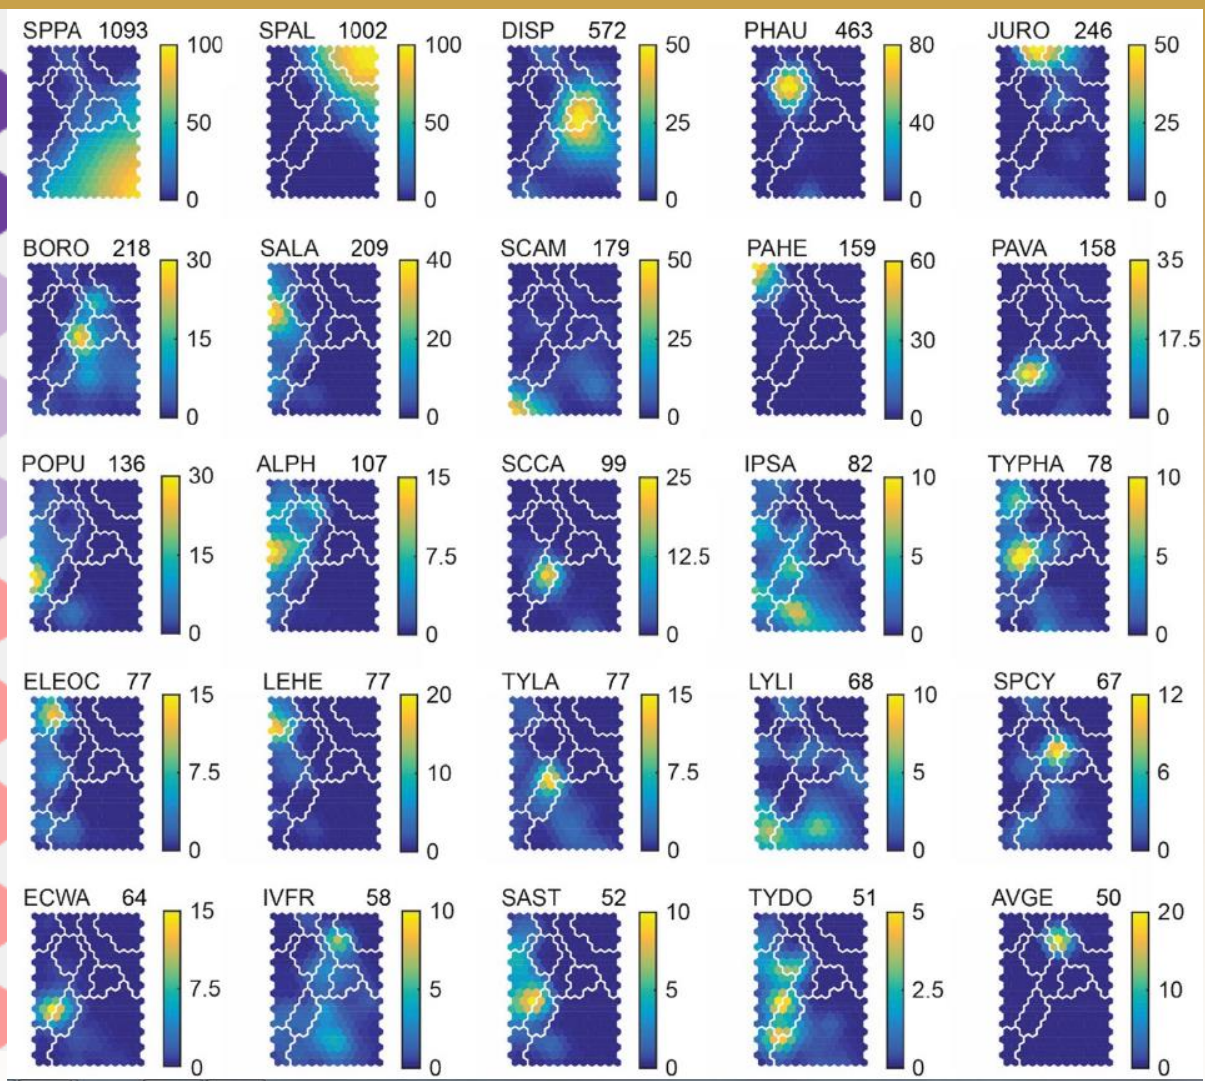 SPPA 1093 100 50 0
SPAL 1002 100 50 0
DISP 572 50 25 0
PHAU 463 80 40 0
JURO 246 50 25 0
BORO 218 30 15 0
SALA 209 40 20 0
SCAM 179 50 25 0
PAHE 159 60 30 0
PAVA 158 35 17.5 0
POPU 136 30 15 0
ALPH 107 15 7.5 0
SCCA 99 25 12.5 0
IPSA 82 10 5 0
TYPHA 78 10 5 0
ELEOC 77 15 7.5 0
LEHE 77 20 10 0
TYLA 77 15 7.5 0
LYLI 68 10 5 0
SPCY 67 12 6 0
ECWA 64 15 7.5 0
IVFR 58 10 5 0
SAST 52 10 5 0
TYDO 51 5 2.5 0
AVGE 50 20 10 0